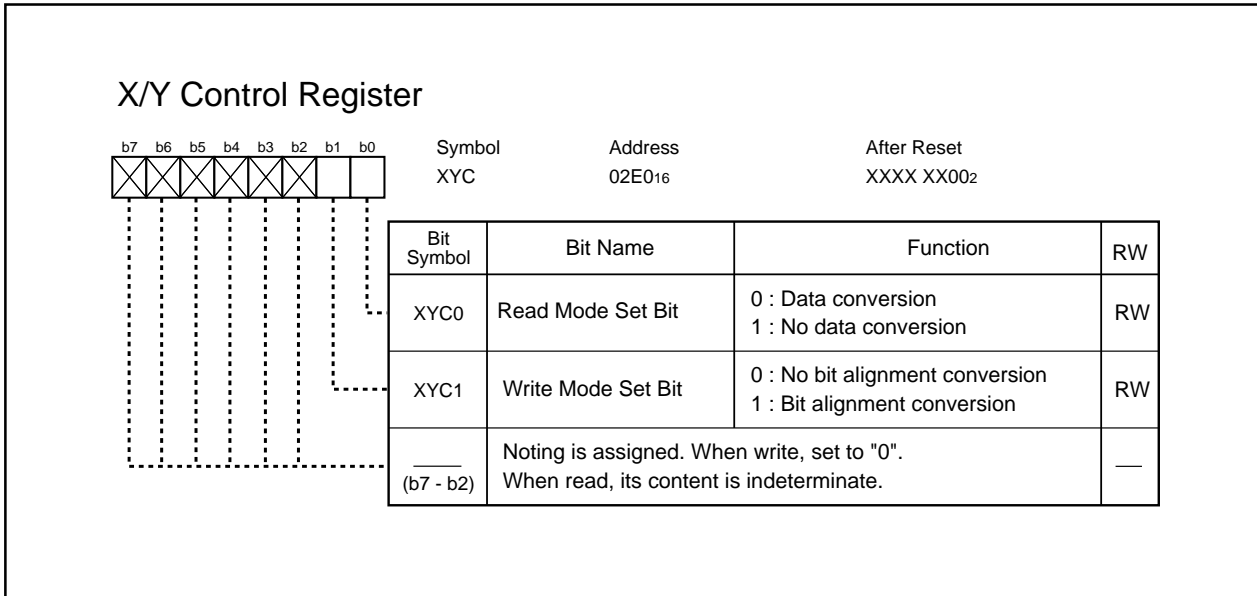 X/Y Control Register
b7 b6 b5 b4 b3 b2 b1 b0
Symbol Address After Reset
XYC 02E016 XXXX XX002
Bit Symbol Bit Name Function RW
XYC0 Read Mode Set Bit 0 : Data conversion RW
1 : No data conversion
XYC1 Write Mode Set Bit 0 : No bit alignment conversion RW
1 : Bit alignment conversion
(b7 - b2) Noting is assigned. When write, set to "0".
When read, its content is indeterminate.